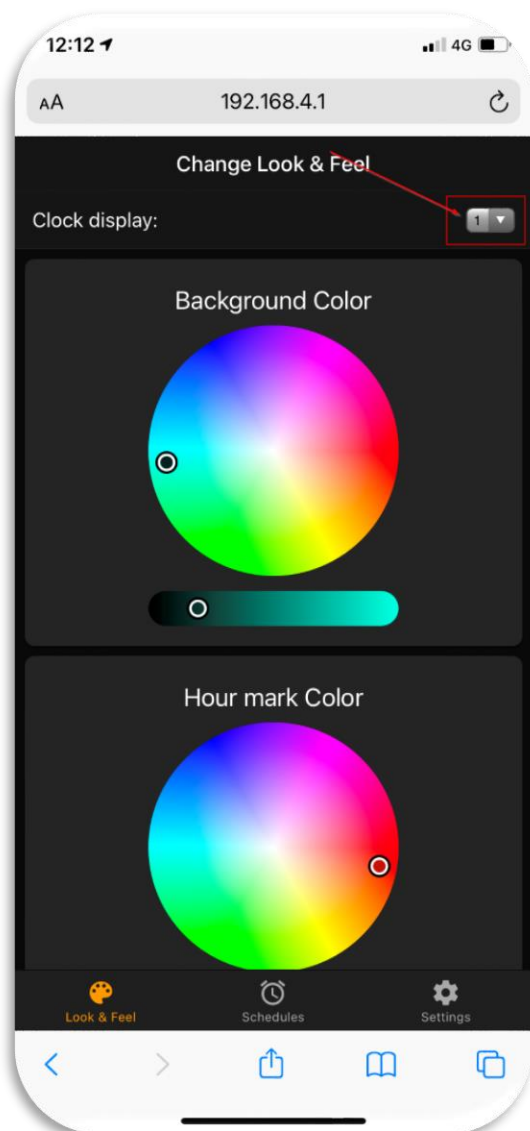 12:12
4G
AA
192.168.4.1
Change Look & Feel
Clock display:
1
Background Color
Hour mark Color
Look & Feel
Schedules
Settings